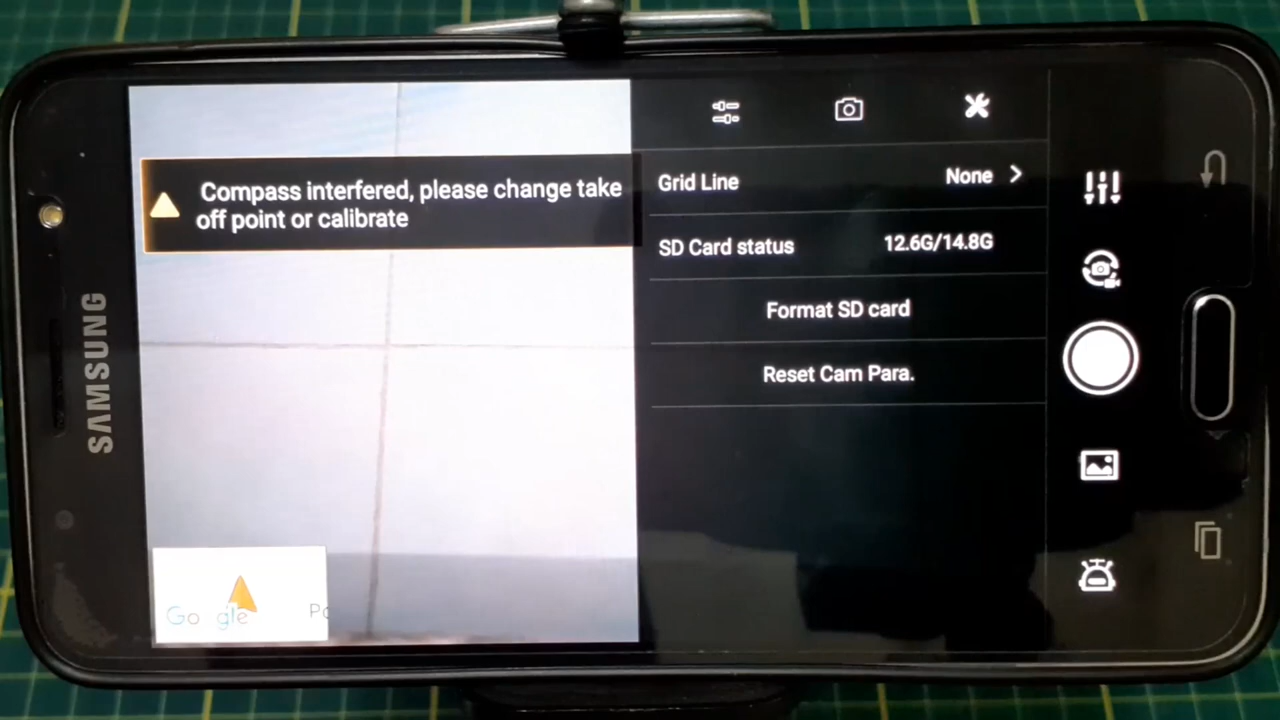 SAMSUNG
Compass interfered, please change take
off point or calibrate
Google
Grid Line None
SD Card status 12.6G/14.8G
Format SD card
Reset Cam Para.